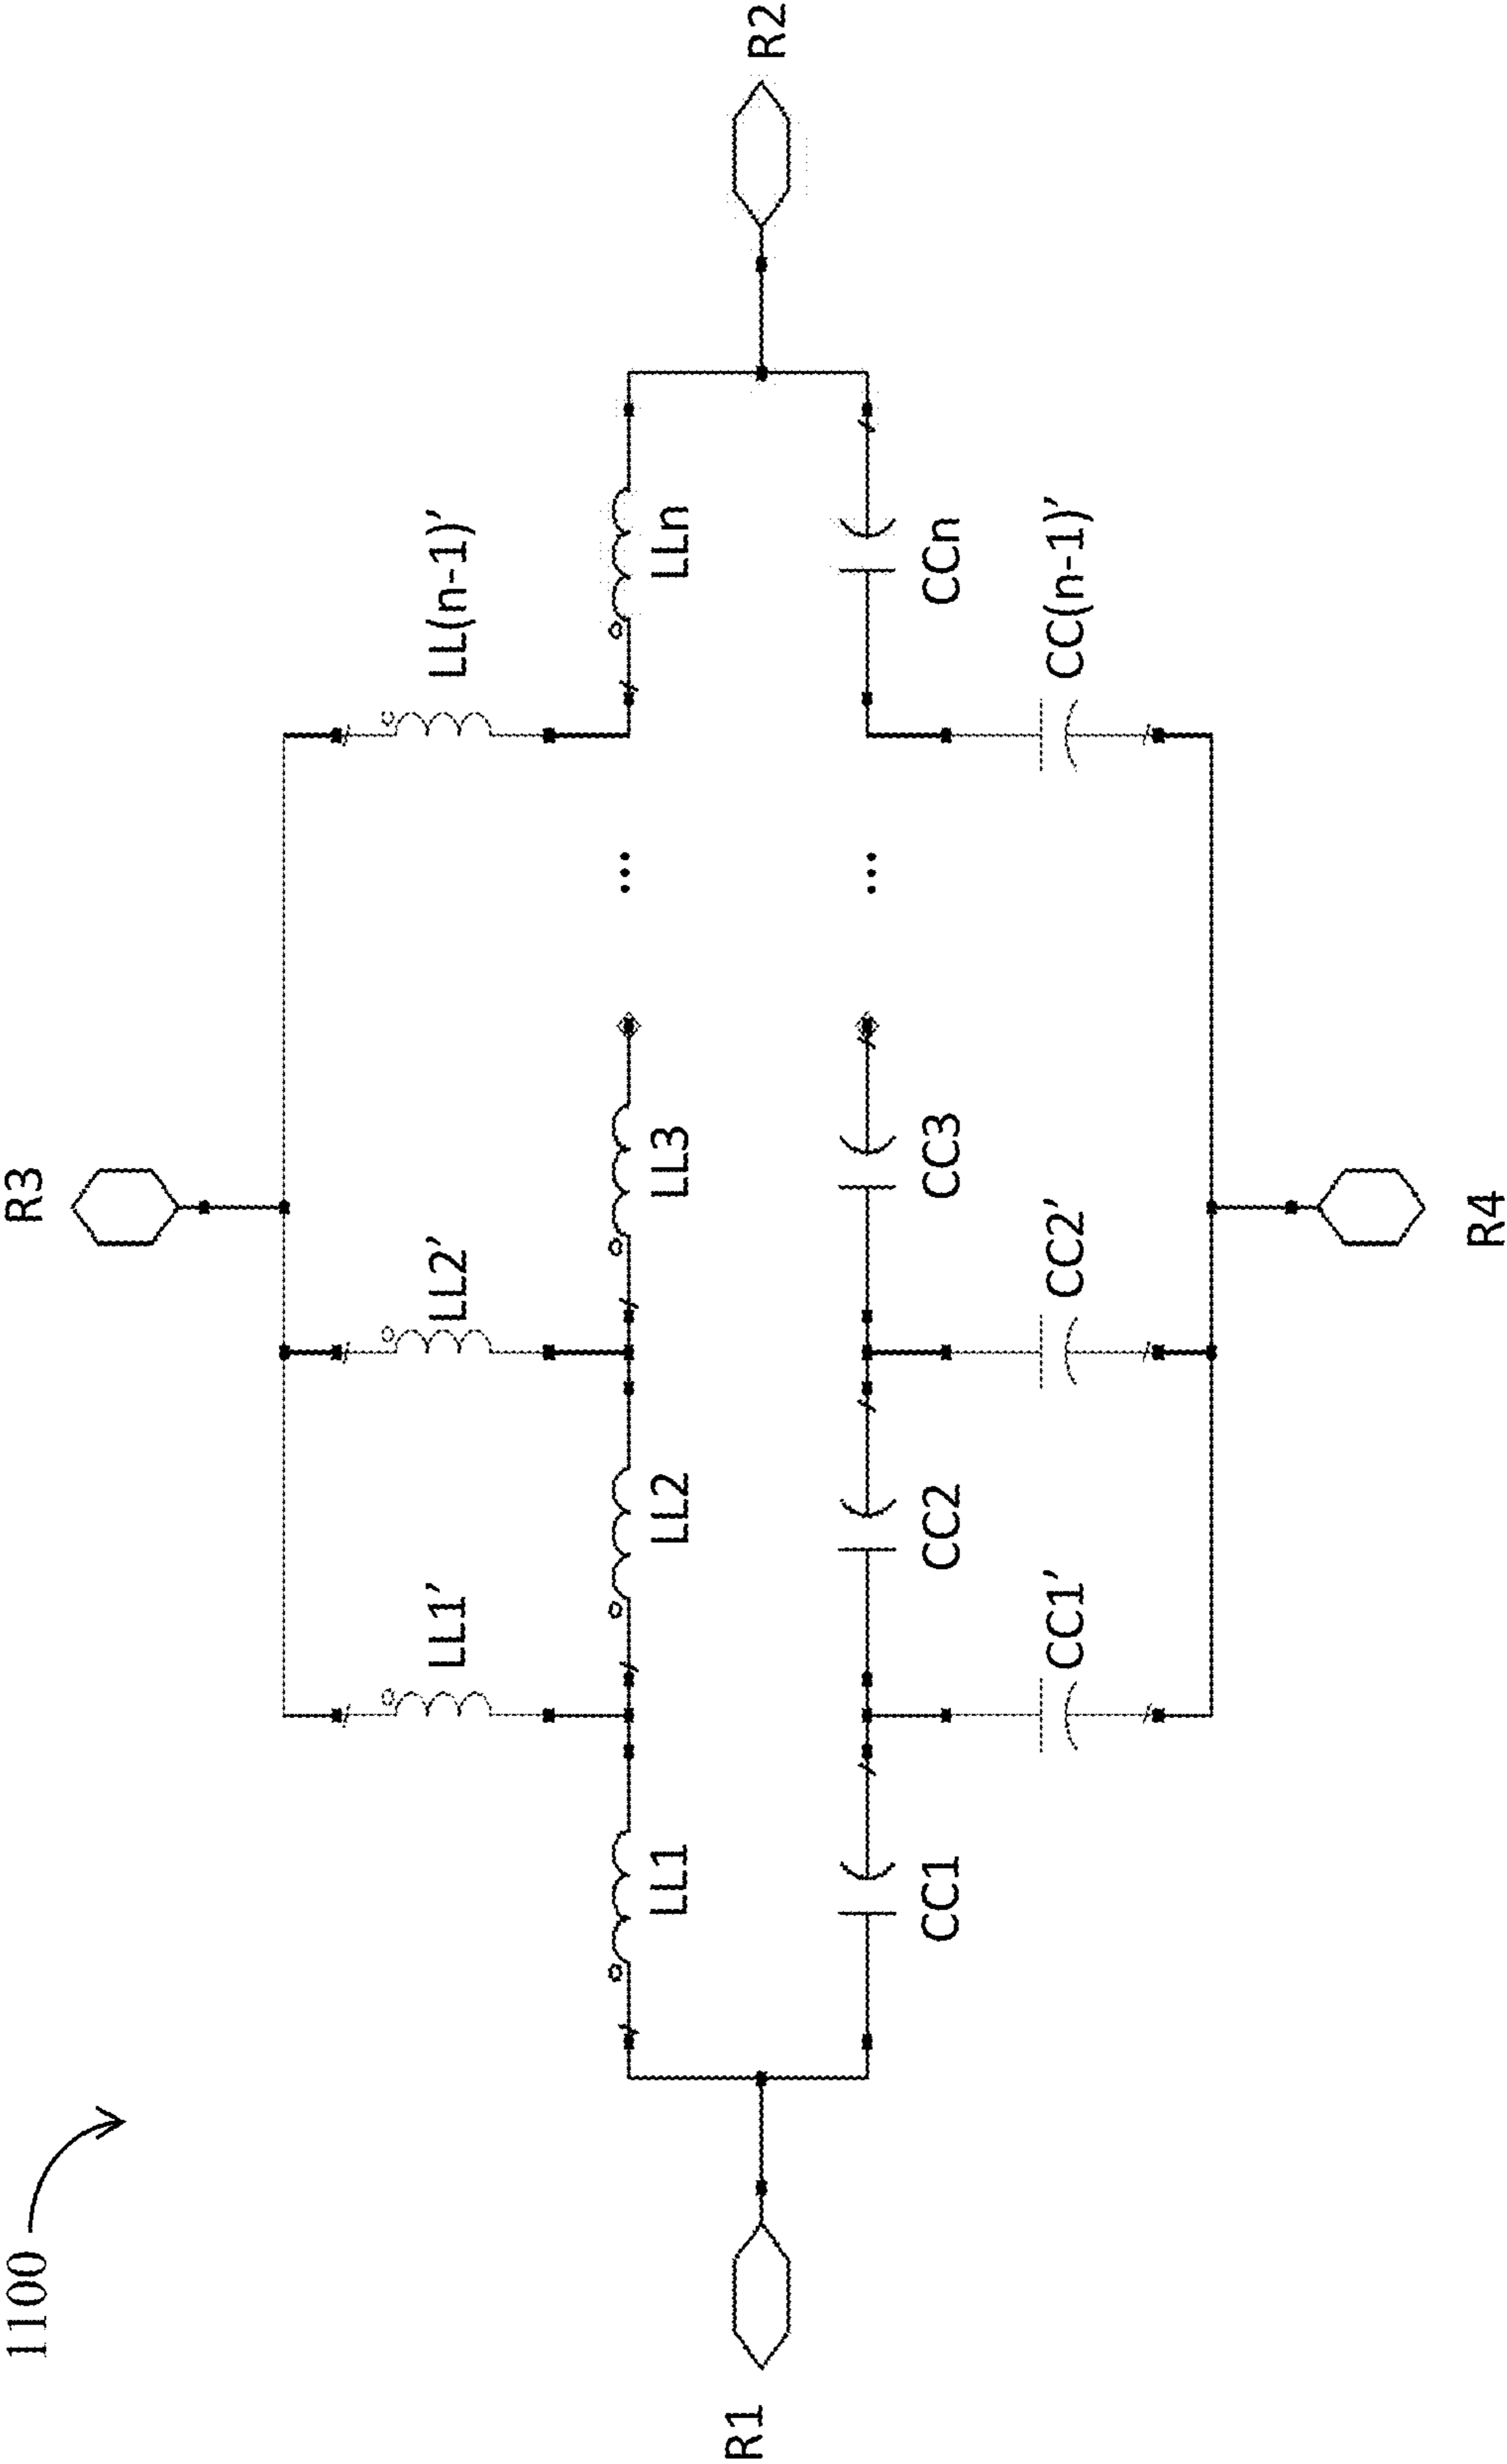 1100
R3
LL1’
LL2’
LL(n-1)’
LL1
LL2
LL3
...
LLn
R1
R2
CC1
CC2
CC3
...
CCn
CC1’
CC2’
CC(n-1)’
R4